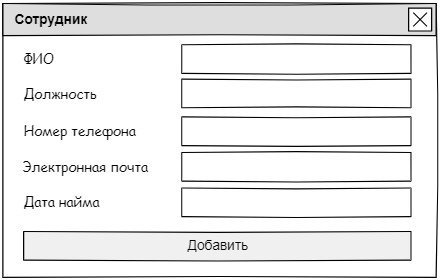 Сотрудник
ФИО
Должность
Номер телефона
Электронная почта
Дата найма
Добавить